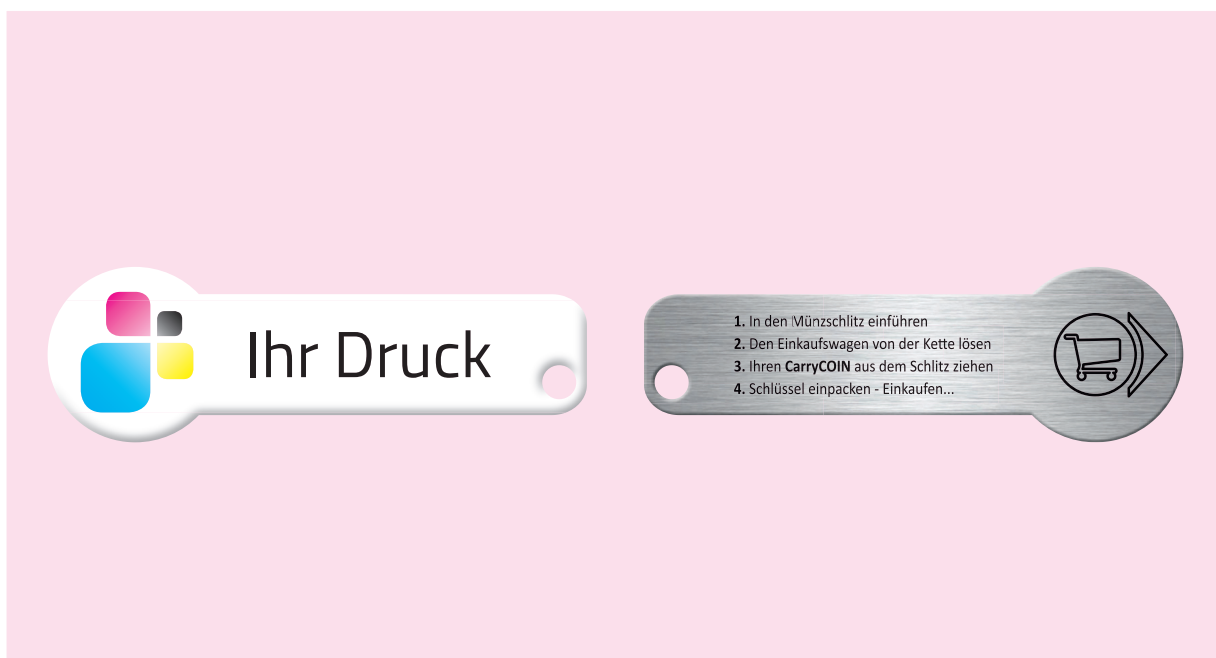 Ihr Druck
1. In den Münzschlitz einführen
2. Den Einkaufswagen von der Kette lösen
3. Ihren CarryCOIN aus dem Schlitz ziehen
4. Schlüssel einpacken - Einkaufen...